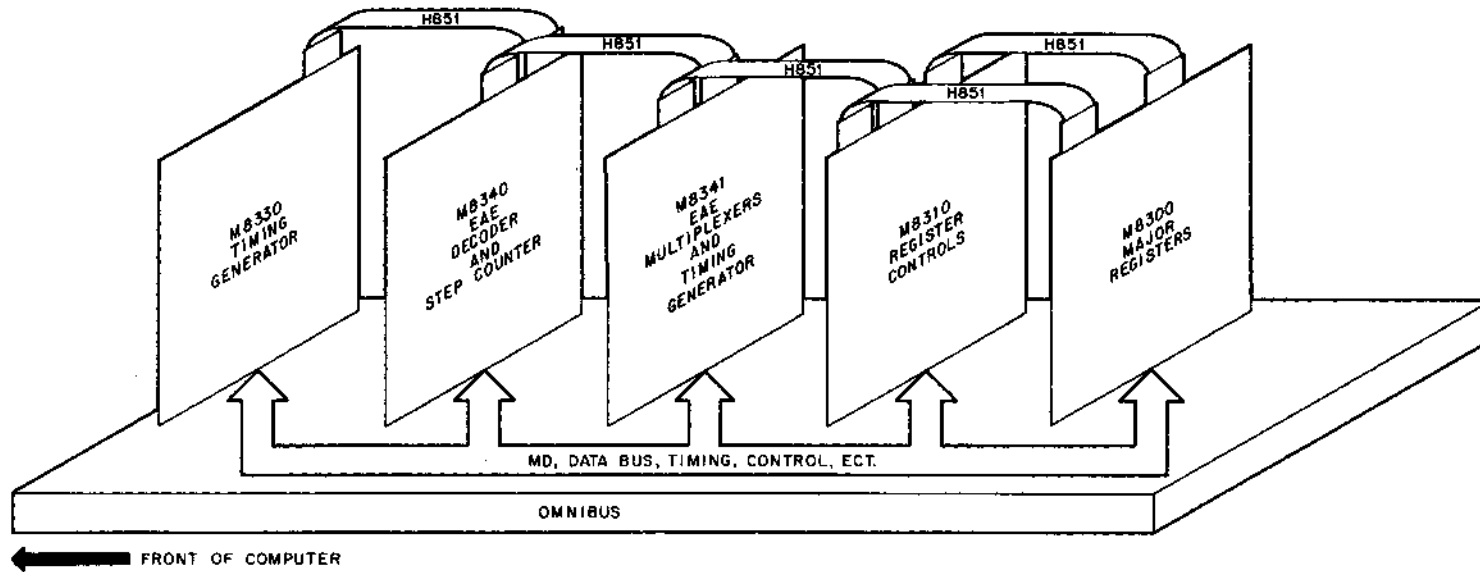 H851
H851
H851
H851
H851
M8330
TIMING
GENERATOR
M8340
EAE
DECODER
AND
STEP COUNTER
M8341
EAE
MULTIPLEXERS
AND
TIMING
GENERATOR
M8310
REGISTER
CONTROLS
M8300
MAJOR
REGISTERS
MD, DATA BUS, TIMING, CONTROL, ECT.
OMNIBUS
FRONT OF COMPUTER